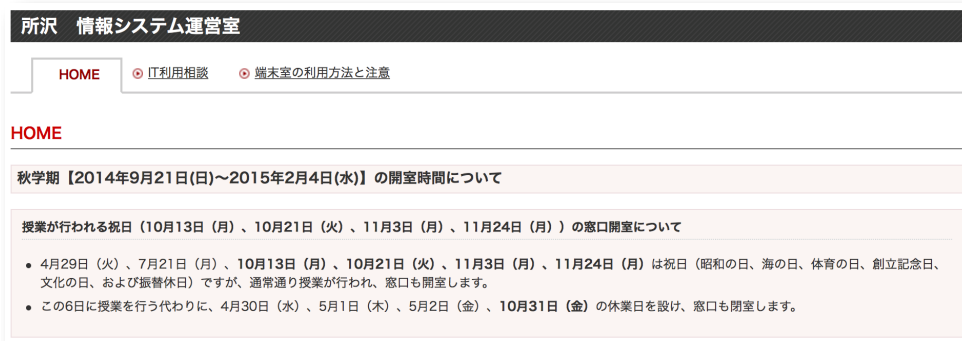 所沢　情報システム運営室
HOME IT利用相談 端末室の利用方法と注意
HOME
秋学期【2014年9月21日(日)～2015年2月4日(水)】の開室時間について
授業が行われる祝日（10月13日（月）、10月21日（火）、11月3日（月）、11月24日（月））の窓口開室について
4月29日（火）、7月21日（月）、10月13日（月）、10月21日（火）、11月3日（月）、11月24日（月）は祝日（昭和の日、海の日、体育の日、創立記念日、
文化の日、および振替休日）ですが、通常通り授業が行われ、窓口も開室します。
この6日に授業を行う代わりに、4月30日（水）、5月1日（木）、5月2日（金）、10月31日（金）の休業日を設け、窓口も閉室します。